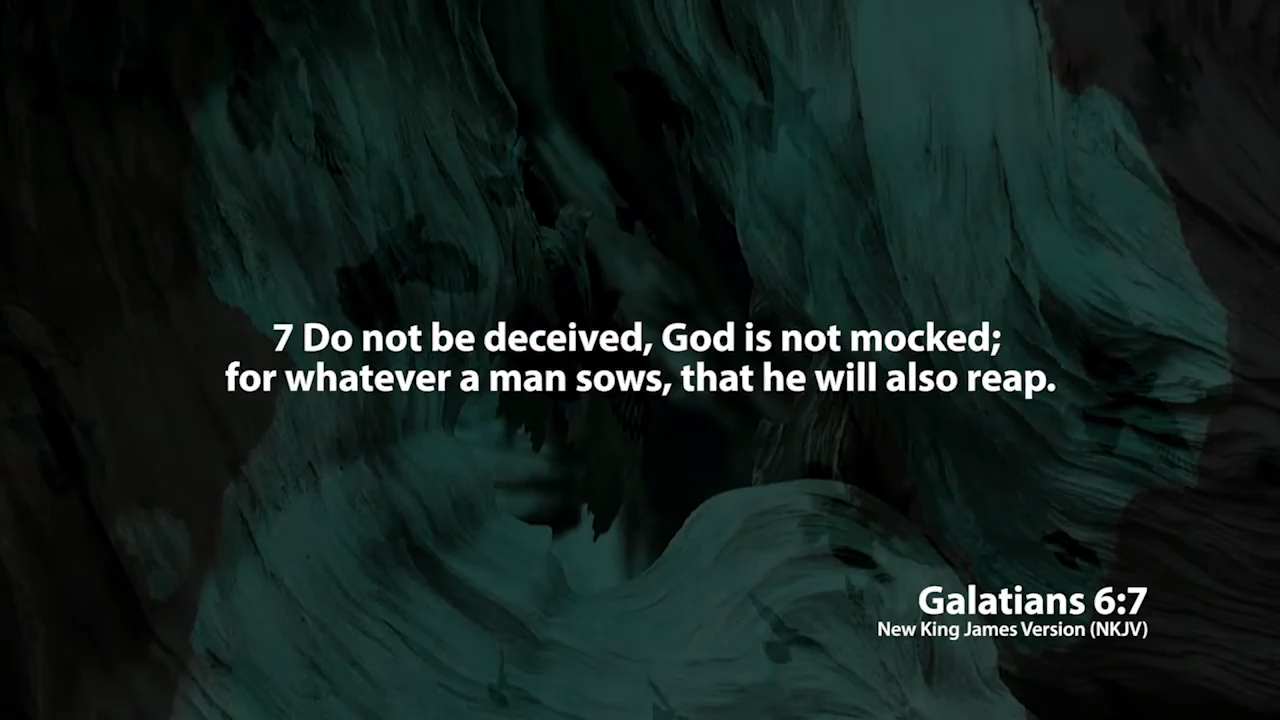 7 Do not be deceived, God is not mocked;
for whatever a man sows, that he will also reap.
Galatians 6:7
New King James Version (NKJV)